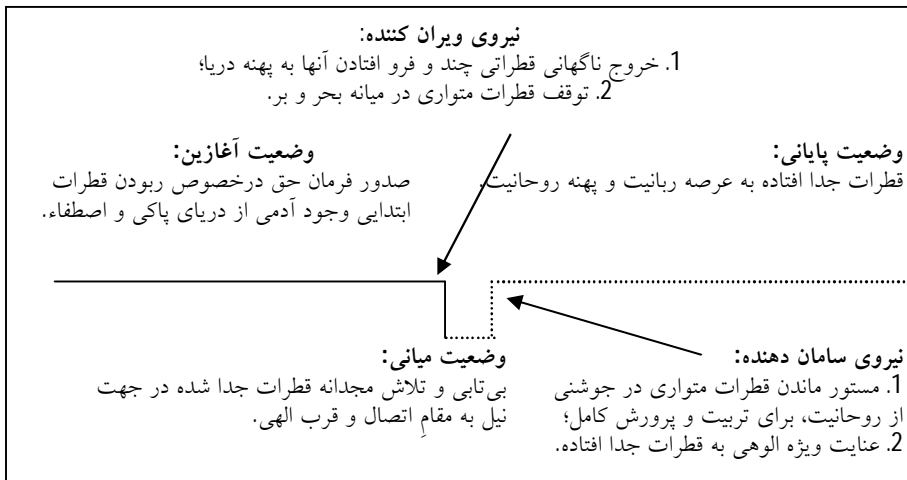 نیروی ویران کننده:
1. خروج ناگهانی قطراتی چند و فرو افتادن آنها به پهنه دریا؛
2. توقف قطرات متواری در میانه بحر و بر.
وضعیت پایانی:
قطرات جدا افتاده به عرصه ربانیت و پهنه روحانیت.
وضعیت آغازین:
صدور فرمان حق درخصوص ربودن قطرات
ابتدایی وجود آدمی از دریای پاکی و اصطفاء.
نیروی سامان دهنده:
1. مستور ماندن قطرات متواری در جوشنی
از روحانیت، برای تربیت و پرورش کامل؛
2. عنایت ویژه الوهی به قطرات جدا افتاده.
وضعیت میانی:
بی‌تابی و تلاش مجدانه قطرات جدا شده در جهت
نیل به مقامِ اتصال و قرب الهی.